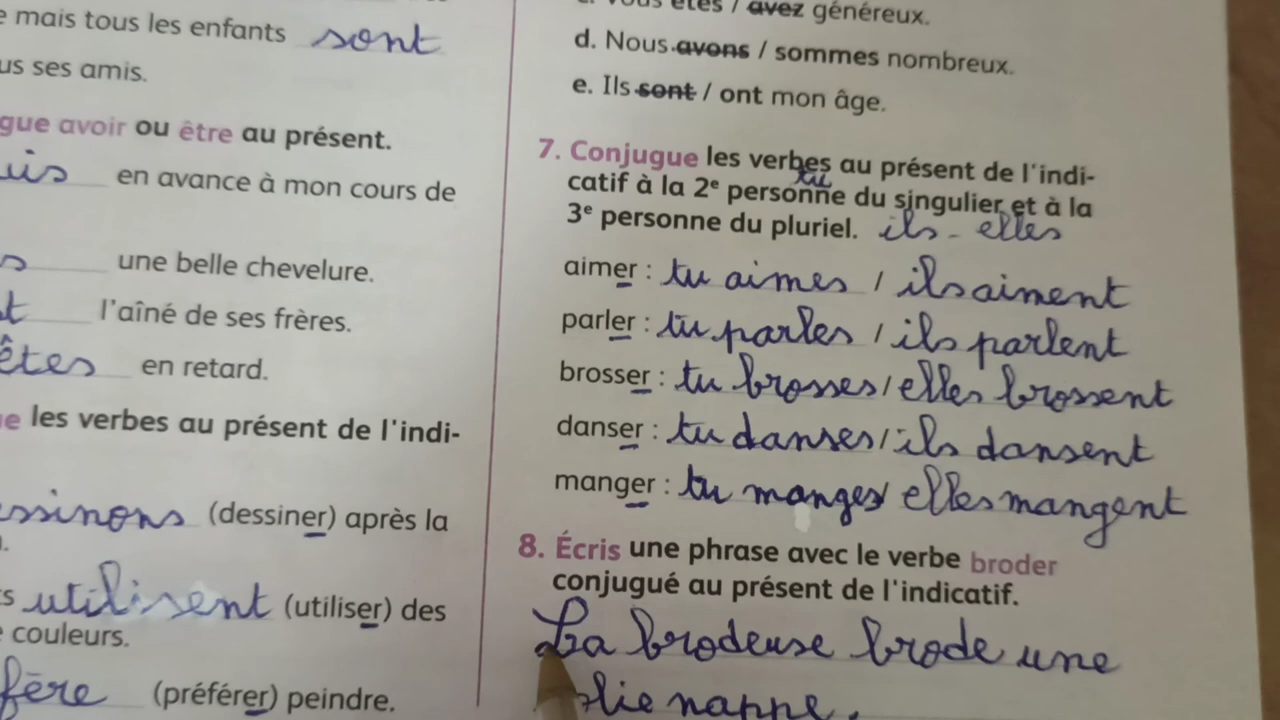 mais tous les enfants sont
ses amis.
avoir ou être au présent.
en avance à mon cours de
une belle chevelure.
l'aîné de ses frères.
êtes en retard.
les verbes au présent de l'indi-
(dessiner) après la
utilisent (utiliser) des
couleurs.
(préférer) peindre.
êtes / avez généreux.
d. Nous avons / sommes nombreux.
e. Ils sont / ont mon âge.
7. Conjugue les verbes au présent de l'indi-
tu
catif à la 2e personne du singulier et à la
3e personne du pluriel. ils - elles
aimer : tu aimes / ils aiment
parler : tu parles / ils parlent
brosser : tu brosses / elles brossent
danser : tu danses / ils dansent
manger : tu manges / elles mangent
8. Écris une phrase avec le verbe broder
conjugué au présent de l'indicatif.
La brodeuse brode une
nappe.